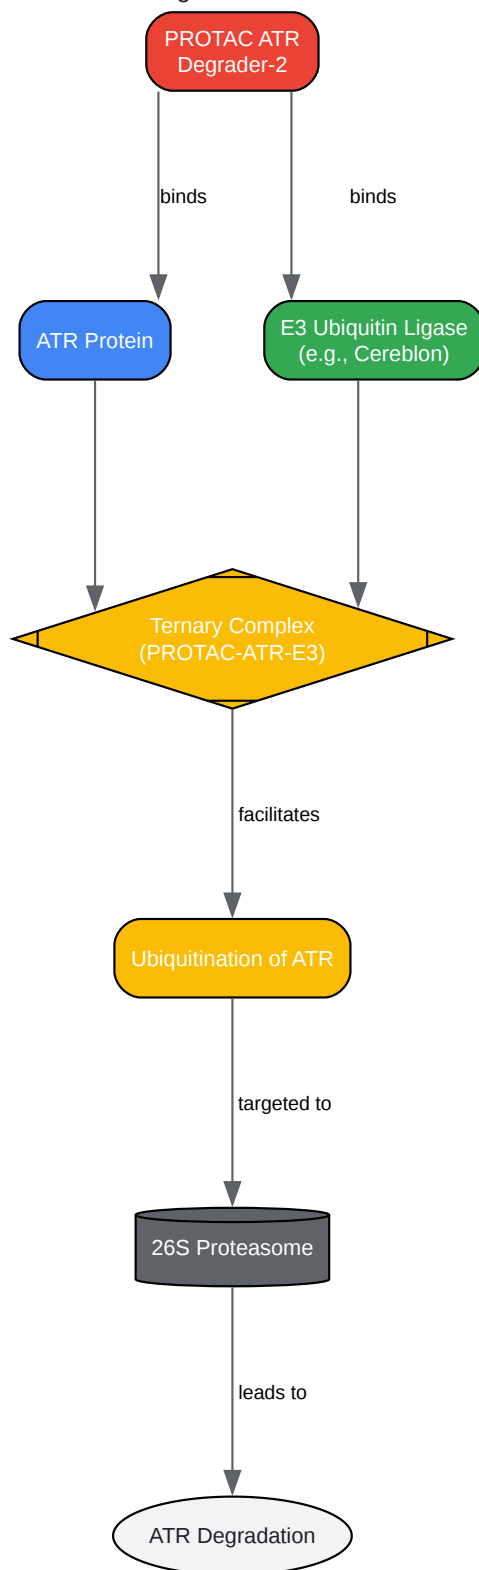 PROTAC ATR
Degrader-2
binds
binds
ATR Protein
E3 Ubiquitin Ligase
(e.g., Cereblon)
Ternary Complex
(PROTAC-ATR-E3)
facilitates
Ubiquitination of ATR
targeted to
26S Proteasome
leads to
ATR Degradation